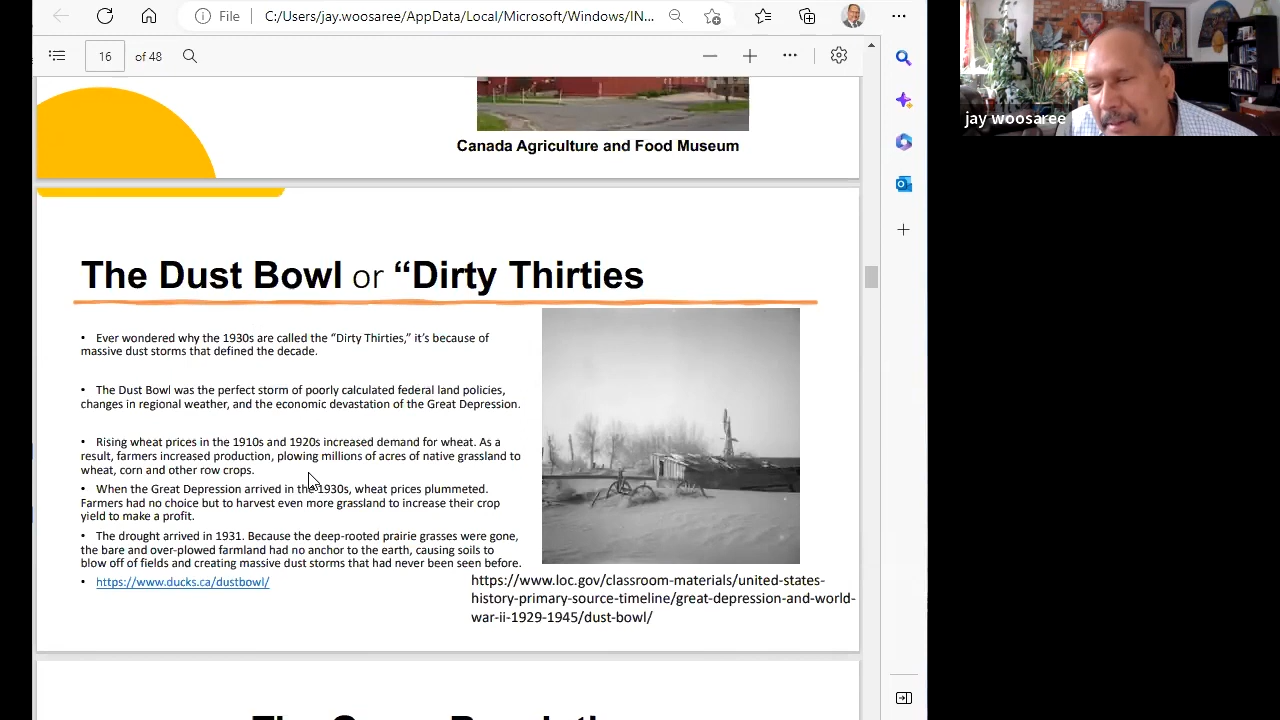 File
C:/Users/jay.woosaree/AppData/Local/Microsoft/Windows/IN...
16 of 48
jay woosaree
Canada Agriculture and Food Museum
The Dust Bowl or “Dirty Thirties
• Ever wondered why the 1930s are called the “Dirty Thirties,” it’s because of
massive dust storms that defined the decade.
• The Dust Bowl was the perfect storm of poorly calculated federal land policies,
changes in regional weather, and the economic devastation of the Great Depression.
• Rising wheat prices in the 1910s and 1920s increased demand for wheat. As a
result, farmers increased production, plowing millions of acres of native grassland to
wheat, corn and other row crops.
• When the Great Depression arrived in the 1930s, wheat prices plummeted.
Farmers had no choice but to harvest even more grassland to increase their crop
yield to make a profit.
• The drought arrived in 1931. Because the deep-rooted prairie grasses were gone,
the bare and over-plowed farmland had no anchor to the earth, causing soils to
blow off of fields and creating massive dust storms that had never been seen before.
• https://www.ducks.ca/dustbowl/
https://www.loc.gov/classroom-materials/united-states-
history-primary-source-timeline/great-depression-and-world-
war-ii-1929-1945/dust-bowl/